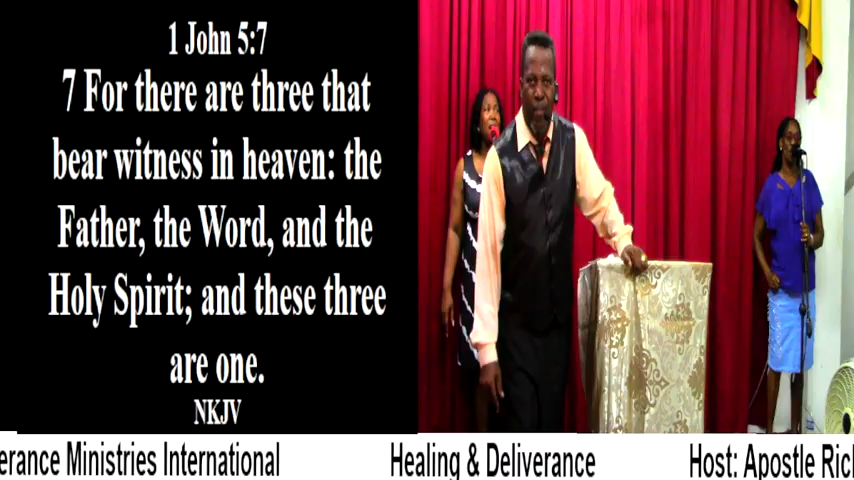 1 John 5:7
7 For there are three that
bear witness in heaven: the
Father, the Word, and the
Holy Spirit; and these three
are one.
NKJV
erance Ministries International Healing & Deliverance Host: Apostle Rich